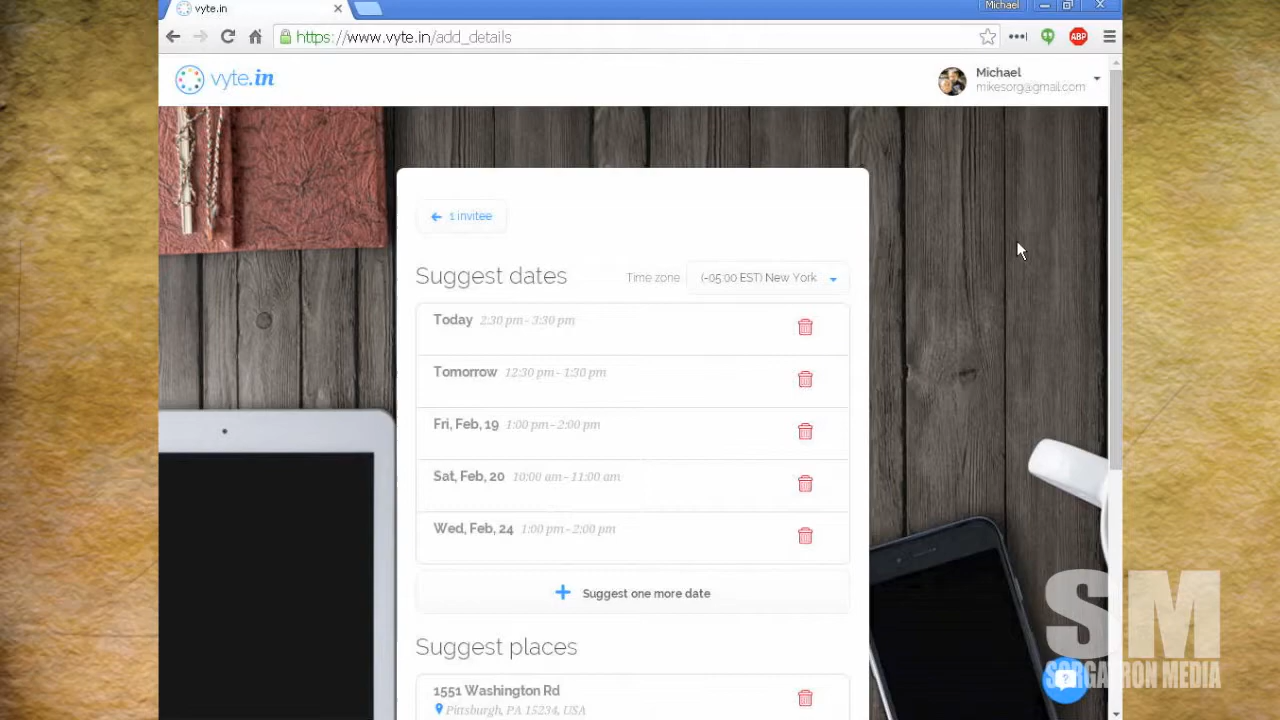 vyte.in
Michael
https://www.vyte.in/add_details
ABP
vyte.in
Michael
mikesorg@gmail.com
1 invitee
Suggest dates
Time zone (-05:00 EST) New York
Today 2:30 pm - 3:30 pm
Tomorrow 12:30 pm - 1:30 pm
Fri, Feb, 19 1:00 pm - 2:00 pm
Sat, Feb, 20 10:00 am - 11:00 am
Wed, Feb, 24 1:00 pm - 2:00 pm
+ Suggest one more date
Suggest places
1551 Washington Rd
Pittsburgh, PA 15234, USA
SM
SORGATRON MEDIA
?